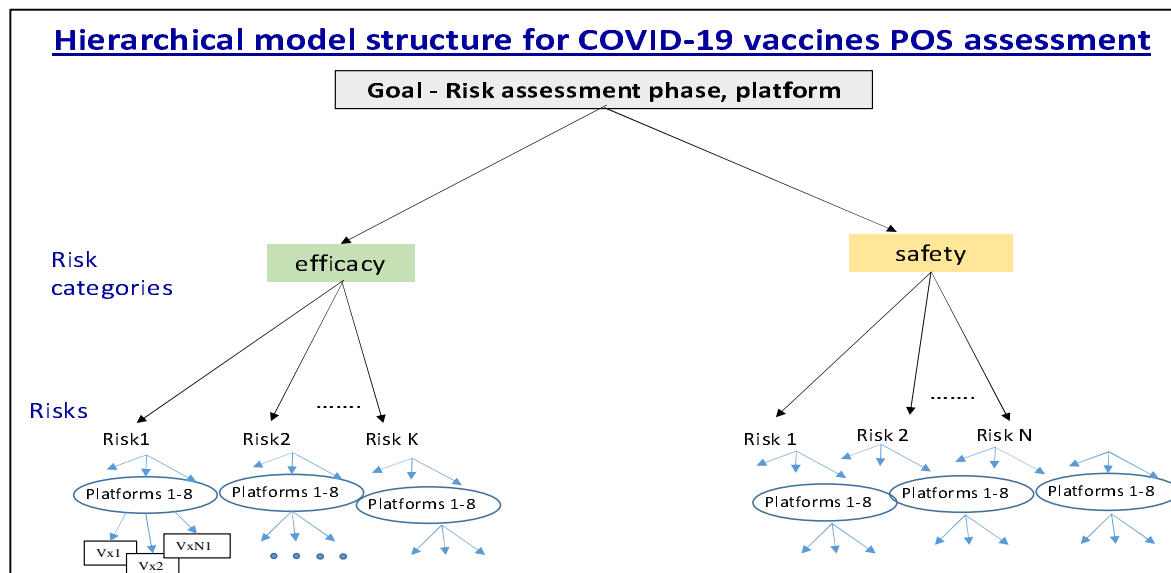 Hierarchical model structure for COVID-19 vaccines POS assessment
Goal - Risk assessment phase, platform
Risk
categories
efficacy
safety
Risks
.......
.......
Risk1
Risk2
Risk K
Risk 1
Risk 2
Risk N
Platforms 1-8
Platforms 1-8
Platforms 1-8
Platforms 1-8
Platforms 1-8
Platforms 1-8
Vx1
Vx2
VxN1